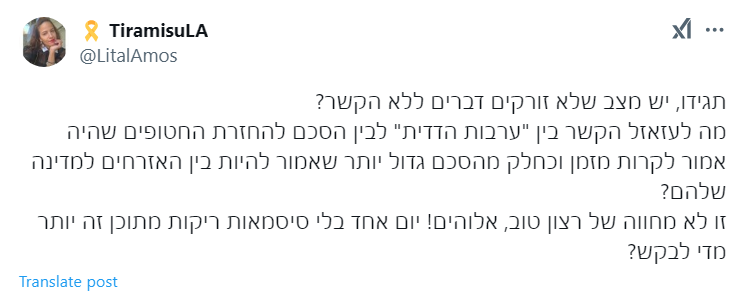 TiramisuLA
@LitalAmos
תגידו, יש מצב שלא זורקים דברים ללא הקשר?
מה לעזאזל הקשר בין "ערבות הדדית" לבין הסכם להחזרת החטופים שהיה
אמור לקרות מזמן וכחלק מהסכם גדול יותר שאמור להיות בין האזרחים למדינה
שלהם?
זו לא מחווה של רצון טוב, אלוהים! יום אחד בלי סיסמאות ריקות מתוכן זה יותר
מדי לבקש?
Translate post